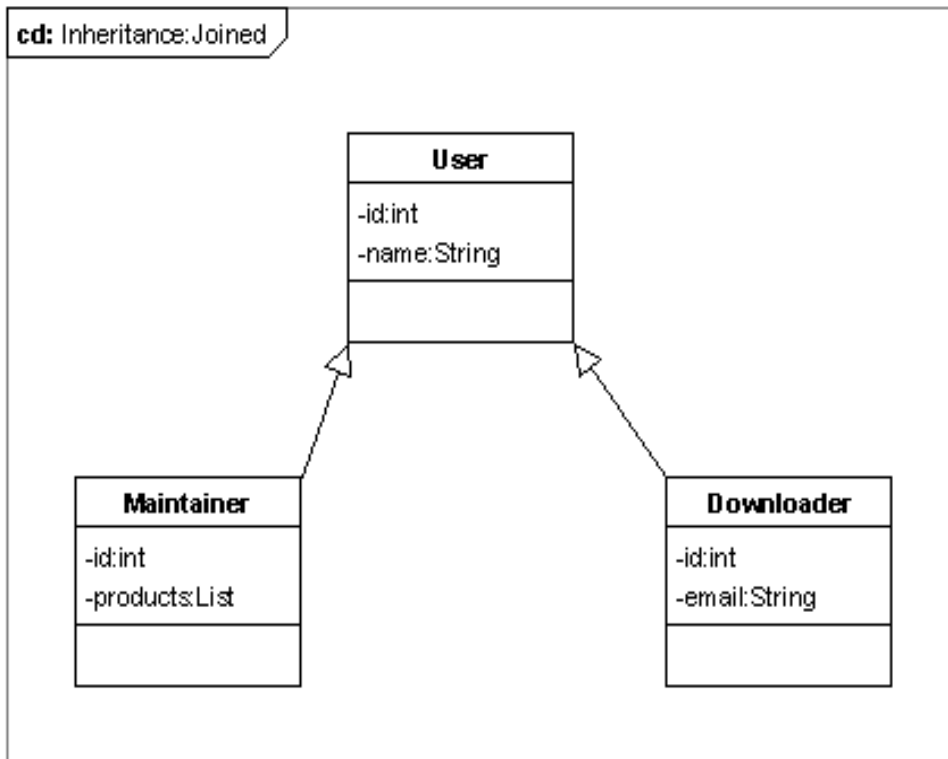 cd: Inheritance:Joined
User
-id:int
-name:String
Maintainer
-id:int
-products:List
Downloader
-id:int
-email:String